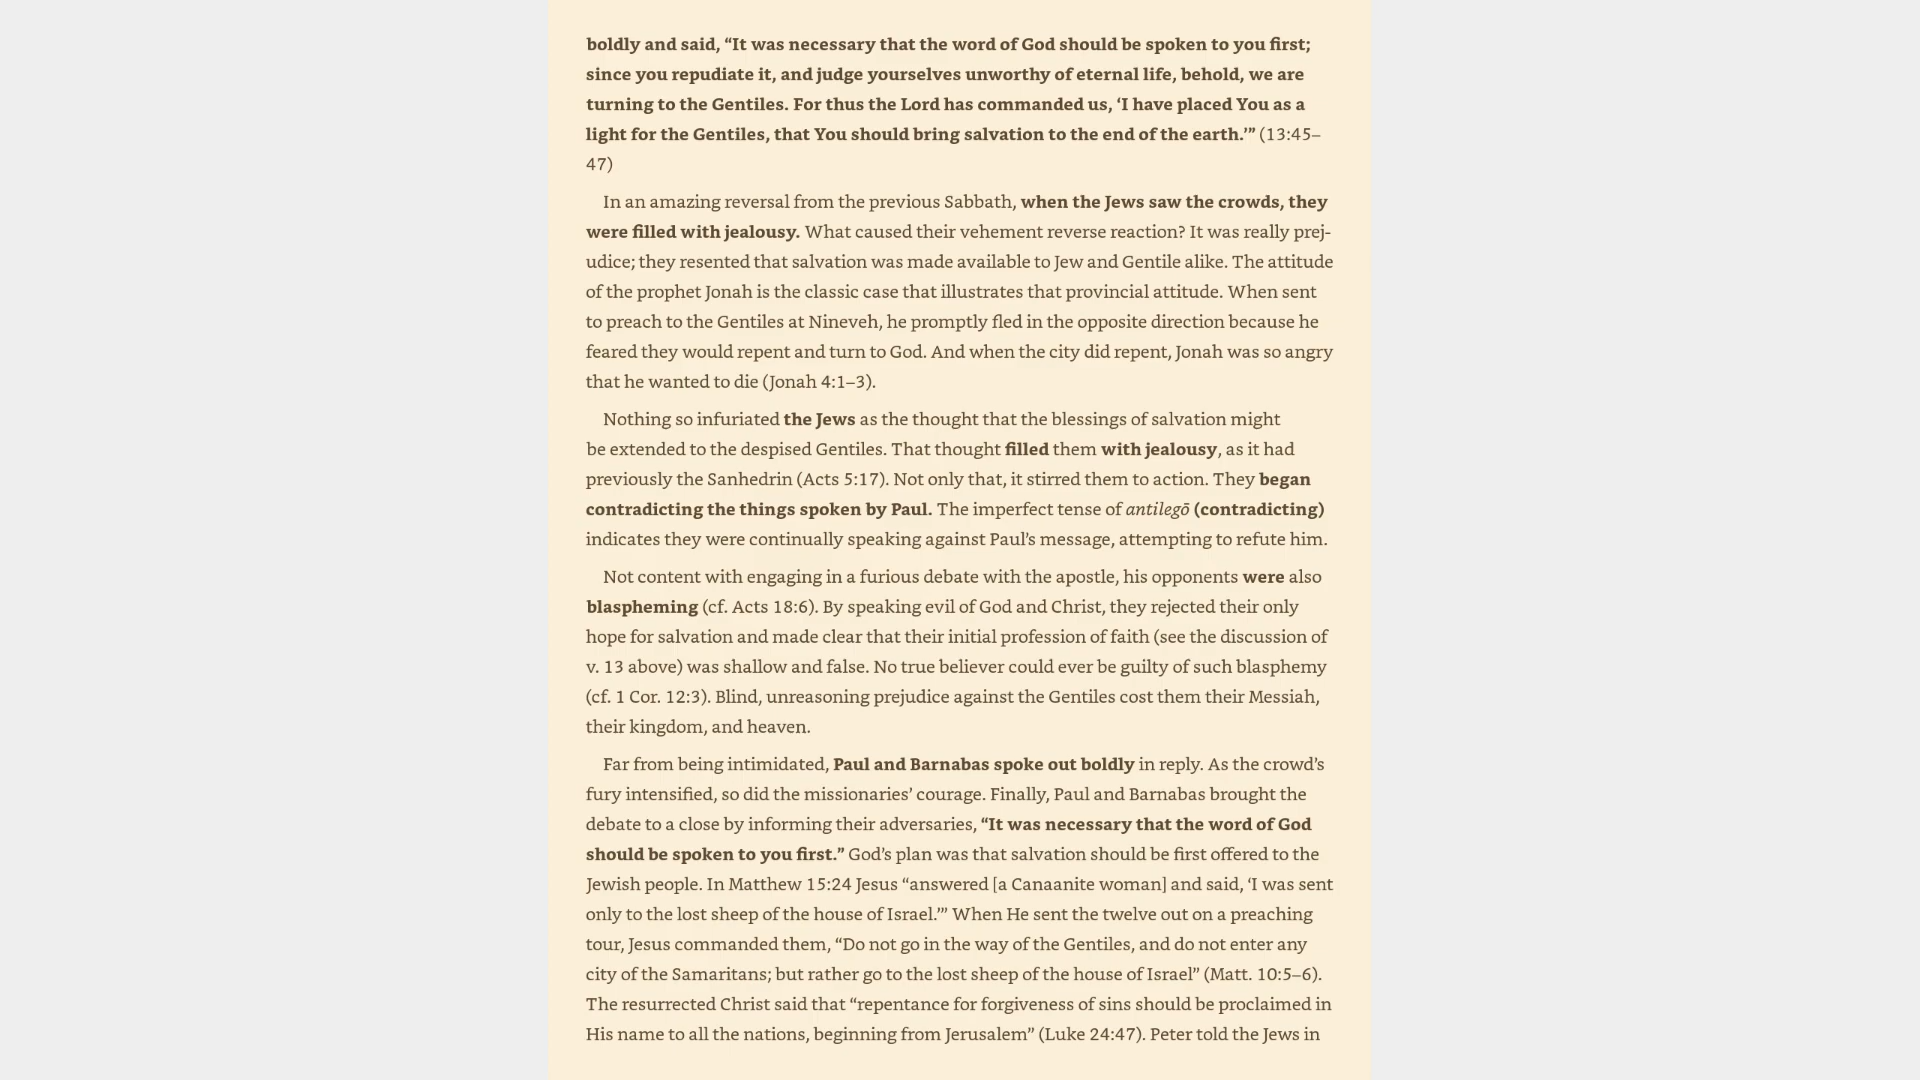 boldly and said, “It was necessary that the word of God should be spoken to you first;
since you repudiate it, and judge yourselves unworthy of eternal life, behold, we are
turning to the Gentiles. For thus the Lord has commanded us, ‘I have placed You as a
light for the Gentiles, that You should bring salvation to the end of the earth.’” (13:45–
47)
In an amazing reversal from the previous Sabbath, when the Jews saw the crowds, they
were filled with jealousy. What caused their vehement reverse reaction? It was really prej-
udice; they resented that salvation was made available to Jew and Gentile alike. The attitude
of the prophet Jonah is the classic case that illustrates that provincial attitude. When sent
to preach to the Gentiles at Nineveh, he promptly fled in the opposite direction because he
feared they would repent and turn to God. And when the city did repent, Jonah was so angry
that he wanted to die (Jonah 4:1–3).
Nothing so infuriated the Jews as the thought that the blessings of salvation might
be extended to the despised Gentiles. That thought filled them with jealousy, as it had
previously the Sanhedrin (Acts 5:17). Not only that, it stirred them to action. They began
contradicting the things spoken by Paul. The imperfect tense of antilegō (contradicting)
indicates they were continually speaking against Paul’s message, attempting to refute him.
Not content with engaging in a furious debate with the apostle, his opponents were also
blaspheming (cf. Acts 18:6). By speaking evil of God and Christ, they rejected their only
hope for salvation and made clear that their initial profession of faith (see the discussion of
v. 13 above) was shallow and false. No true believer could ever be guilty of such blasphemy
(cf. 1 Cor. 12:3). Blind, unreasoning prejudice against the Gentiles cost them their Messiah,
their kingdom, and heaven.
Far from being intimidated, Paul and Barnabas spoke out boldly in reply. As the crowd’s
fury intensified, so did the missionaries’ courage. Finally, Paul and Barnabas brought the
debate to a close by informing their adversaries, “It was necessary that the word of God
should be spoken to you first.” God’s plan was that salvation should be first offered to the
Jewish people. In Matthew 15:24 Jesus “answered [a Canaanite woman] and said, ‘I was sent
only to the lost sheep of the house of Israel.’” When He sent the twelve out on a preaching
tour, Jesus commanded them, “Do not go in the way of the Gentiles, and do not enter any
city of the Samaritans; but rather go to the lost sheep of the house of Israel” (Matt. 10:5–6).
The resurrected Christ said that “repentance for forgiveness of sins should be proclaimed in
His name to all the nations, beginning from Jerusalem” (Luke 24:47). Peter told the Jews in